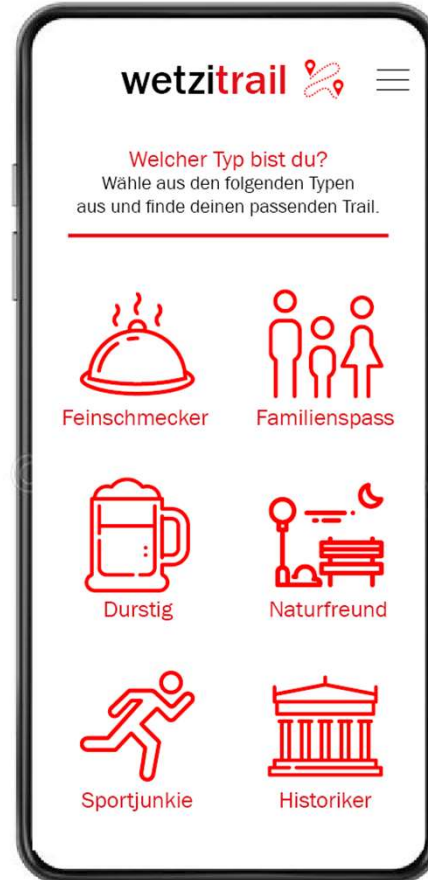 wetzitrail
Welcher Typ bist du?
Wähle aus den folgenden Typen
aus und finde deinen passenden Trail.
Feinschmecker
Familienspass
Durstig
Naturfreund
Sportjunkie
Historiker